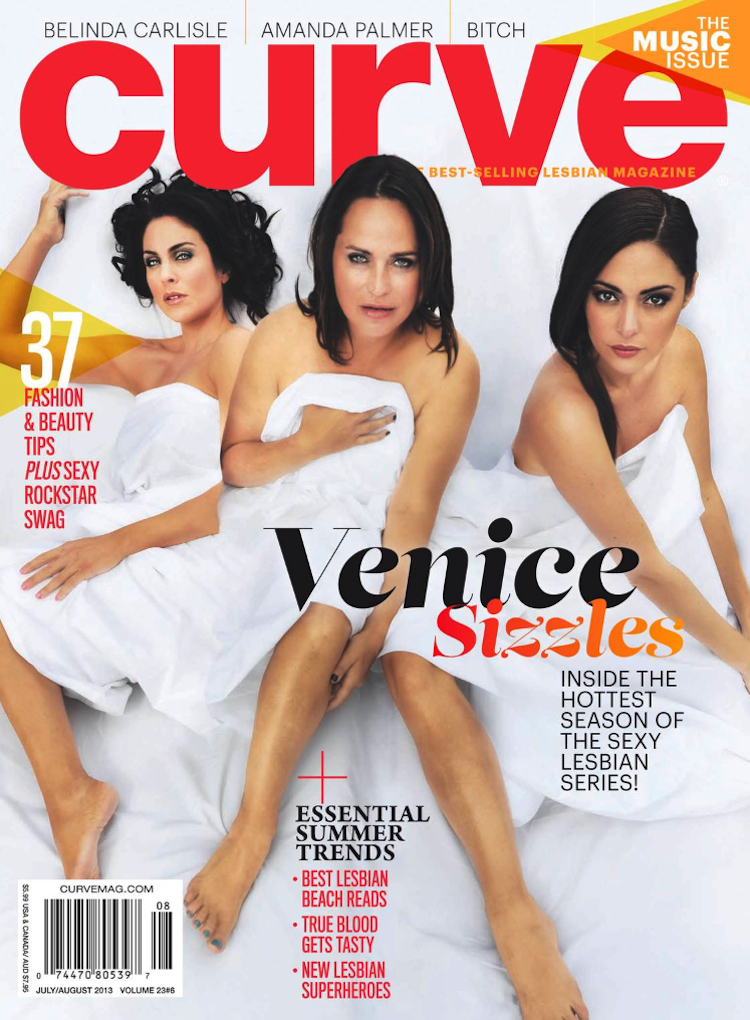 BELINDA CARLISLE | AMANDA PALMER | BITCH
THE
MUSIC
ISSUE
curve
BEST-SELLING LESBIAN MAGAZINE
®
37
FASHION
& BEAUTY
TIPS
PLUS SEXY
ROCKSTAR
SWAG
Venice
Sizzles
INSIDE THE
HOTTEST
SEASON OF
THE SEXY
LESBIAN
SERIES!
+
ESSENTIAL
SUMMER
TRENDS
• BEST LESBIAN
BEACH READS
• TRUE BLOOD
GETS TASTY
• NEW LESBIAN
SUPERHEROES
$5.99 USA & CANADA/ AUD $7.95
CURVEMAG.COM
08
0 74470 80539 7
JULY/AUGUST 2013 VOLUME 23#6